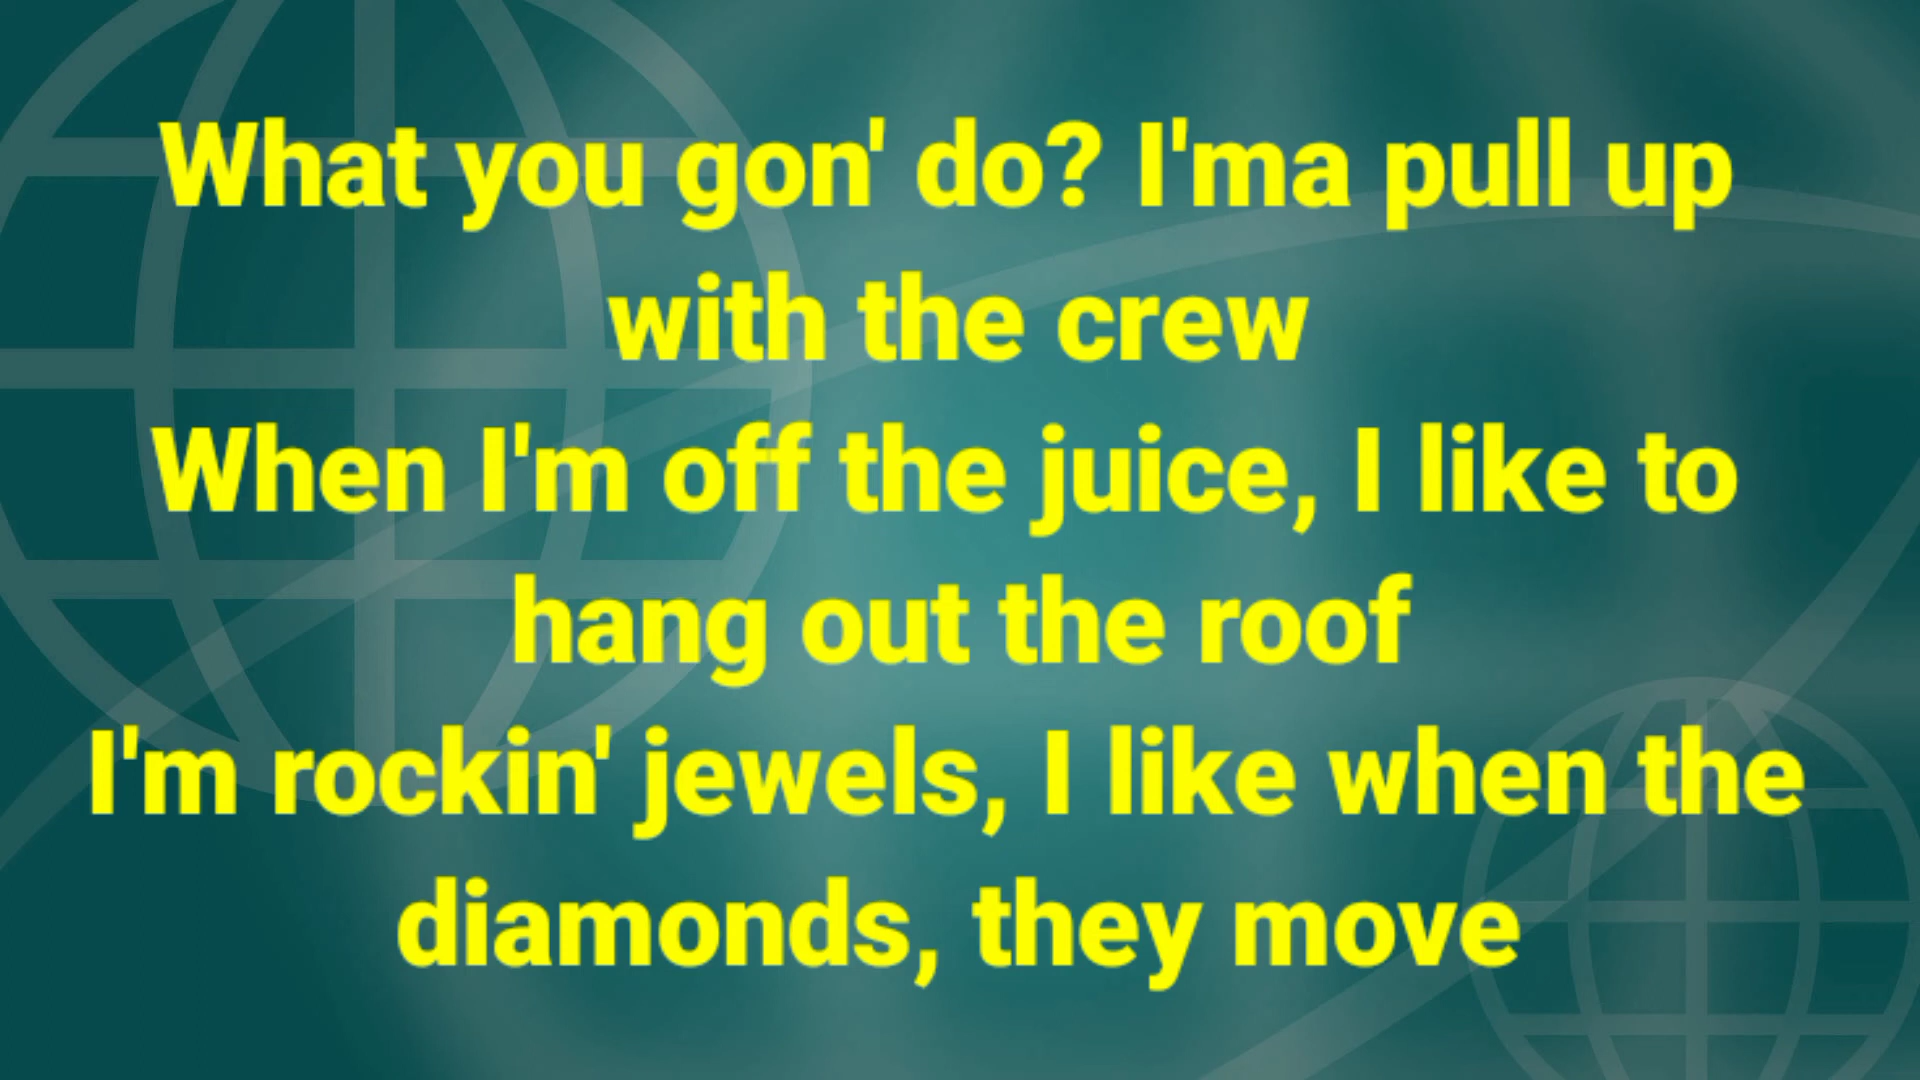 What you gon' do? I'ma pull up
with the crew
When I'm off the juice, I like to
hang out the roof
I'm rockin' jewels, I like when the
diamonds, they move